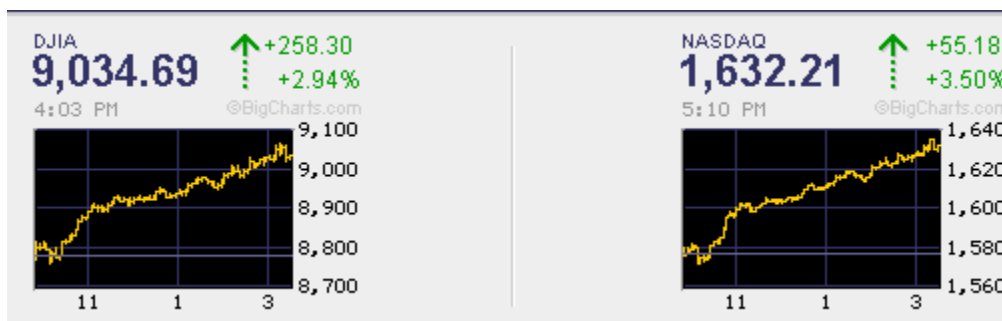 DJIA
9,034.69
+258.30
+2.94%
4:03 PM
©BigCharts.com
9,100
9,000
8,900
8,800
8,700
11 1 3
NASDAQ
1,632.21
+55.18
+3.50%
5:10 PM
©BigCharts.com
1,640
1,620
1,600
1,580
1,560
11 1 3